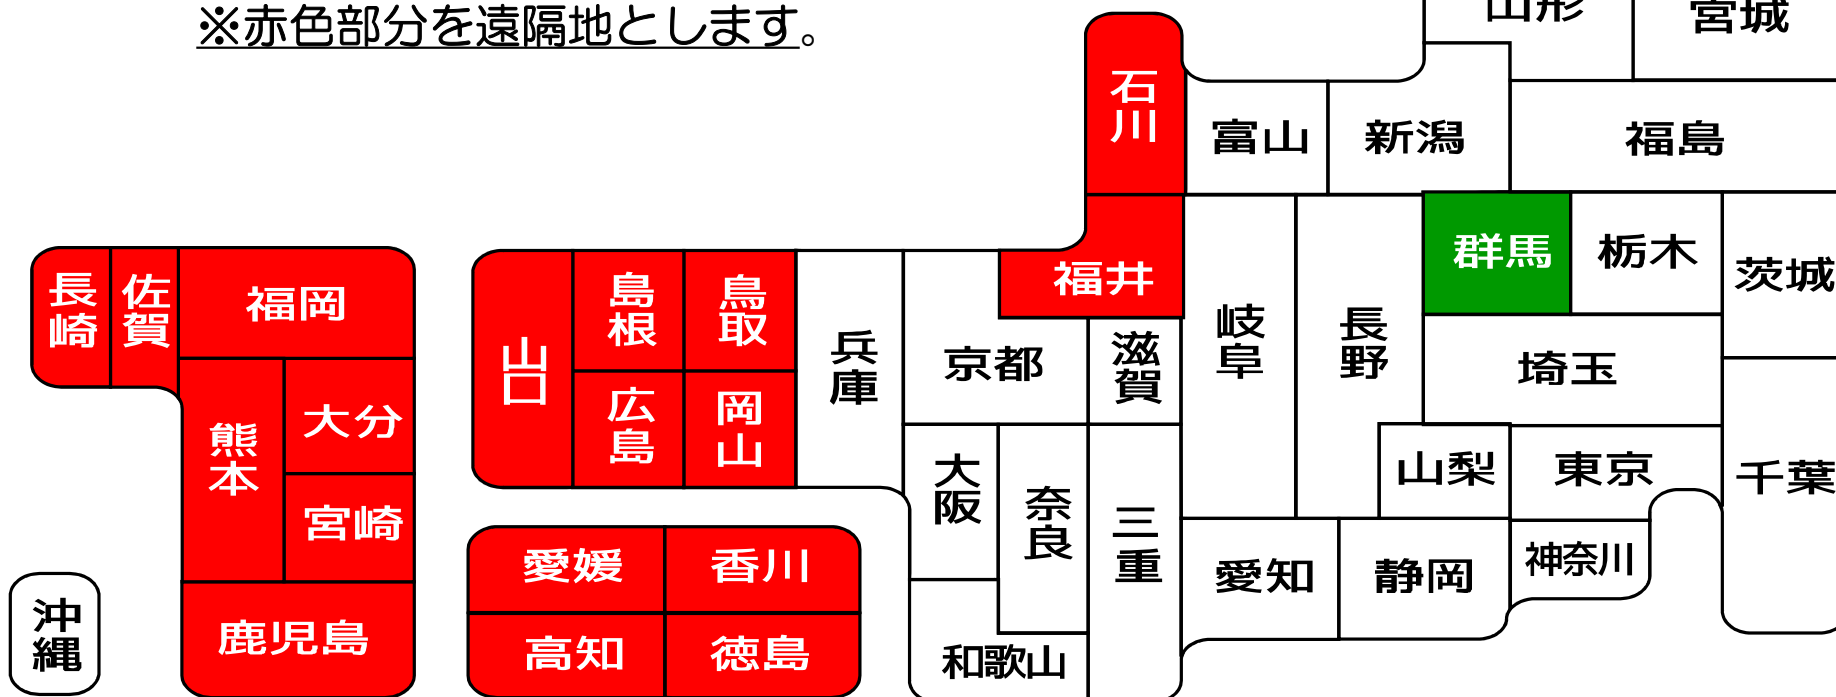 ※赤色部分を遠隔地とします。
山形
宮城
石川
富山
新潟
福島
長崎
佐賀
福岡
山口
島根
鳥取
兵庫
京都
福井
滋賀
岐阜
長野
群馬
栃木
茨城
埼玉
熊本
大分
宮崎
広島
岡山
大阪
奈良
三重
山梨
東京
千葉
愛媛
香川
愛知
静岡
神奈川
沖縄
鹿児島
高知
徳島
和歌山